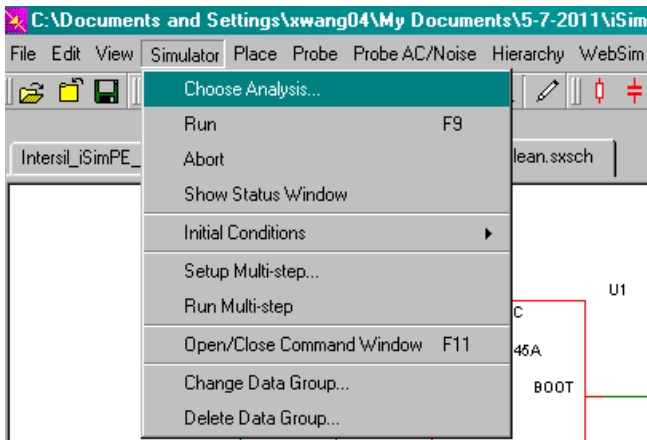 C:\Documents and Settings\xwang04\My Documents\5-7-2011\iSim
File Edit View Simulator Place Probe Probe AC/Noise Hierarchy WebSim
Choose Analysis...
Run F9
Intersil_iSimPE_ Abort lean.sxsch
Show Status Window
Initial Conditions
Setup Multi-step...
U1
Run Multi-step
C
Open/Close Command Window F11
45A
Change Data Group...
BOOT
Delete Data Group...